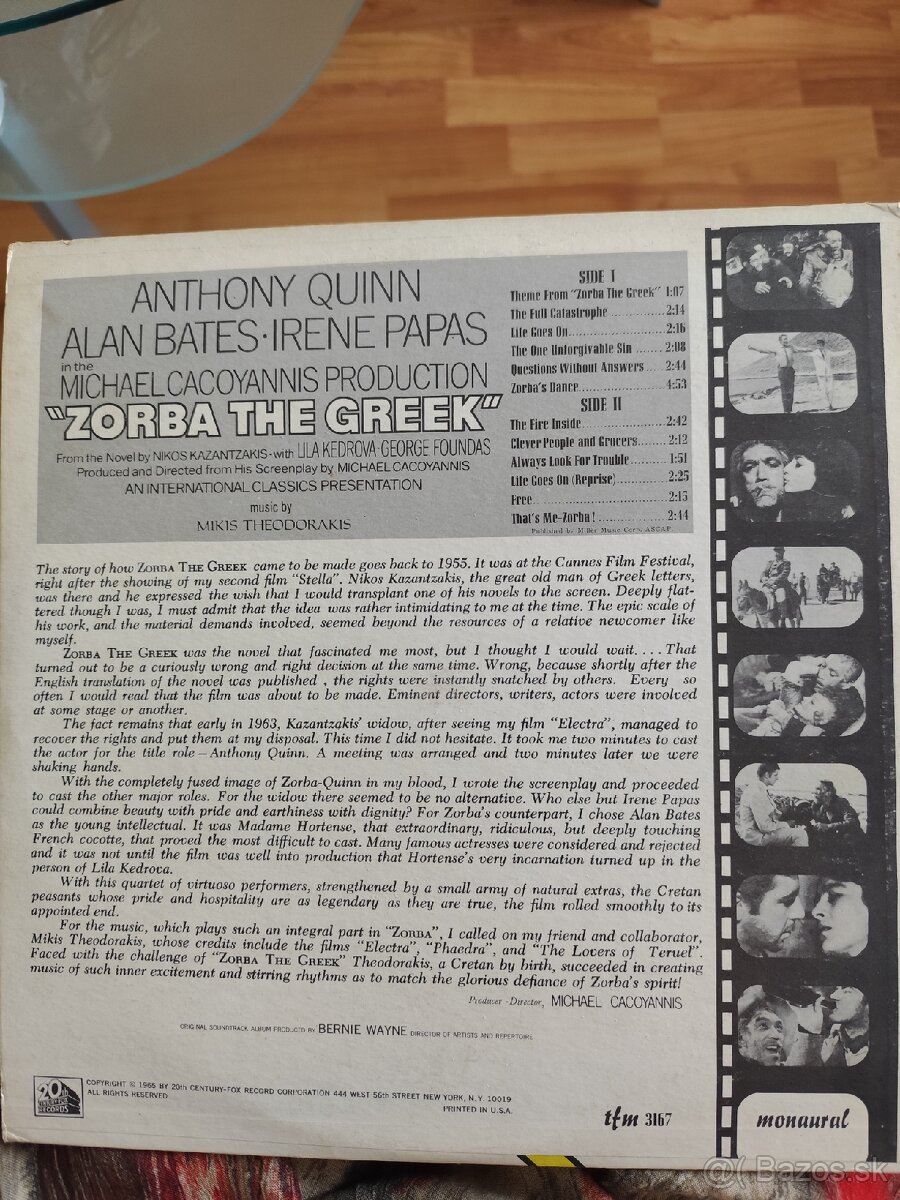 ANTHONY QUINN
ALAN BATES·IRENE PAPAS
in the
MICHAEL CACOYANNIS PRODUCTION
"ZORBA THE GREEK"
From the Novel by NIKOS KAZANTZAKIS·with LILA KEDROVA·GEORGE FOUNDAS
Produced and Directed from His Screenplay by MICHAEL CACOYANNIS
AN INTERNATIONAL CLASSICS PRESENTATION
music by
MIKIS THEODORAKIS
SIDE I
Theme From "Zorba The Greek" 1:07
The Full Catastrophe ............ 2:14
Life Goes On ..................... 2:16
The One Unforgivable Sin ....... 2:08
Questions Without Answers ... 2:44
Zorba's Dance ................... 4:53
SIDE II
The Fire Inside .................. 2:42
Clever People and Grocers ...... 2:12
Always Look For Trouble ....... 1:51
Life Goes On (Reprise) .......... 2:25
Free .............................. 2:15
That's Me-Zorba! ................ 2:44
Published by Miller Music Corp. ASCAP
The story of how ZORBA THE GREEK came to be made goes back to 1955. It was at the Cannes Film Festival,
right after the showing of my second film "Stella". Nikos Kazantzakis, the great old man of Greek letters,
was there and he expressed the wish that I would transplant one of his novels to the screen. Deeply flat-
tered though I was, I must admit that the idea was rather intimidating to me at the time. The epic scale of
his work, and the material demands involved, seemed beyond the resources of a relative newcomer like
myself.
ZORBA THE GREEK was the novel that fascinated me most, but I thought I would wait. . . . That
turned out to be a curiously wrong and right decision at the same time. Wrong, because shortly after the
English translation of the novel was published , the rights were instantly snatched by others. Every so
often I would read that the film was about to be made. Eminent directors, writers, actors were involved
at some stage or another.
The fact remains that early in 1963, Kazantzakis' widow, after seeing my film "Electra", managed to
recover the rights and put them at my disposal. This time I did not hesitate. It took me two minutes to cast
the actor for the title role — Anthony Quinn. A meeting was arranged and two minutes later we were
shaking hands.
With the completely fused image of Zorba-Quinn in my blood, I wrote the screenplay and proceeded
to cast the other major roles. For the widow there seemed to be no alternative. Who else but Irene Papas
could combine beauty with pride and earthiness with dignity? For Zorba's counterpart, I chose Alan Bates
as the young intellectual. It was Madame Hortense, that extraordinary, ridiculous, but deeply touching
French cocotte, that proved the most difficult to cast. Many famous actresses were considered and rejected
and it was not until the film was well into production that Hortense's very incarnation turned up in the
person of Lila Kedrova.
With this quartet of virtuoso performers, strengthened by a small army of natural extras, the Cretan
peasants whose pride and hospitality are as legendary as they are true, the film rolled smoothly to its
appointed end.
For the music, which plays such an integral part in "ZORBA", I called on my friend and collaborator,
Mikis Theodorakis, whose credits include the films "Electra", "Phaedra", and "The Lovers of Teruel".
Faced with the challenge of "ZORBA THE GREEK" Theodorakis, a Cretan by birth, succeeded in creating
music of such inner excitement and stirring rhythms as to match the glorious defiance of Zorba's spirit!
Producer - Director, MICHAEL CACOYANNIS
ORIGINAL SOUNDTRACK ALBUM PRODUCED BY BERNIE WAYNE DIRECTOR OF ARTISTS AND REPERTOIRE
20th CENTURY-FOX RECORDS
COPYRIGHT © 1965 BY 20th CENTURY-FOX RECORD CORPORATION 444 WEST 56th STREET NEW YORK, N.Y. 10019
ALL RIGHTS RESERVED
PRINTED IN U.S.A.
tfm 3167
monaural
Bazos.sk